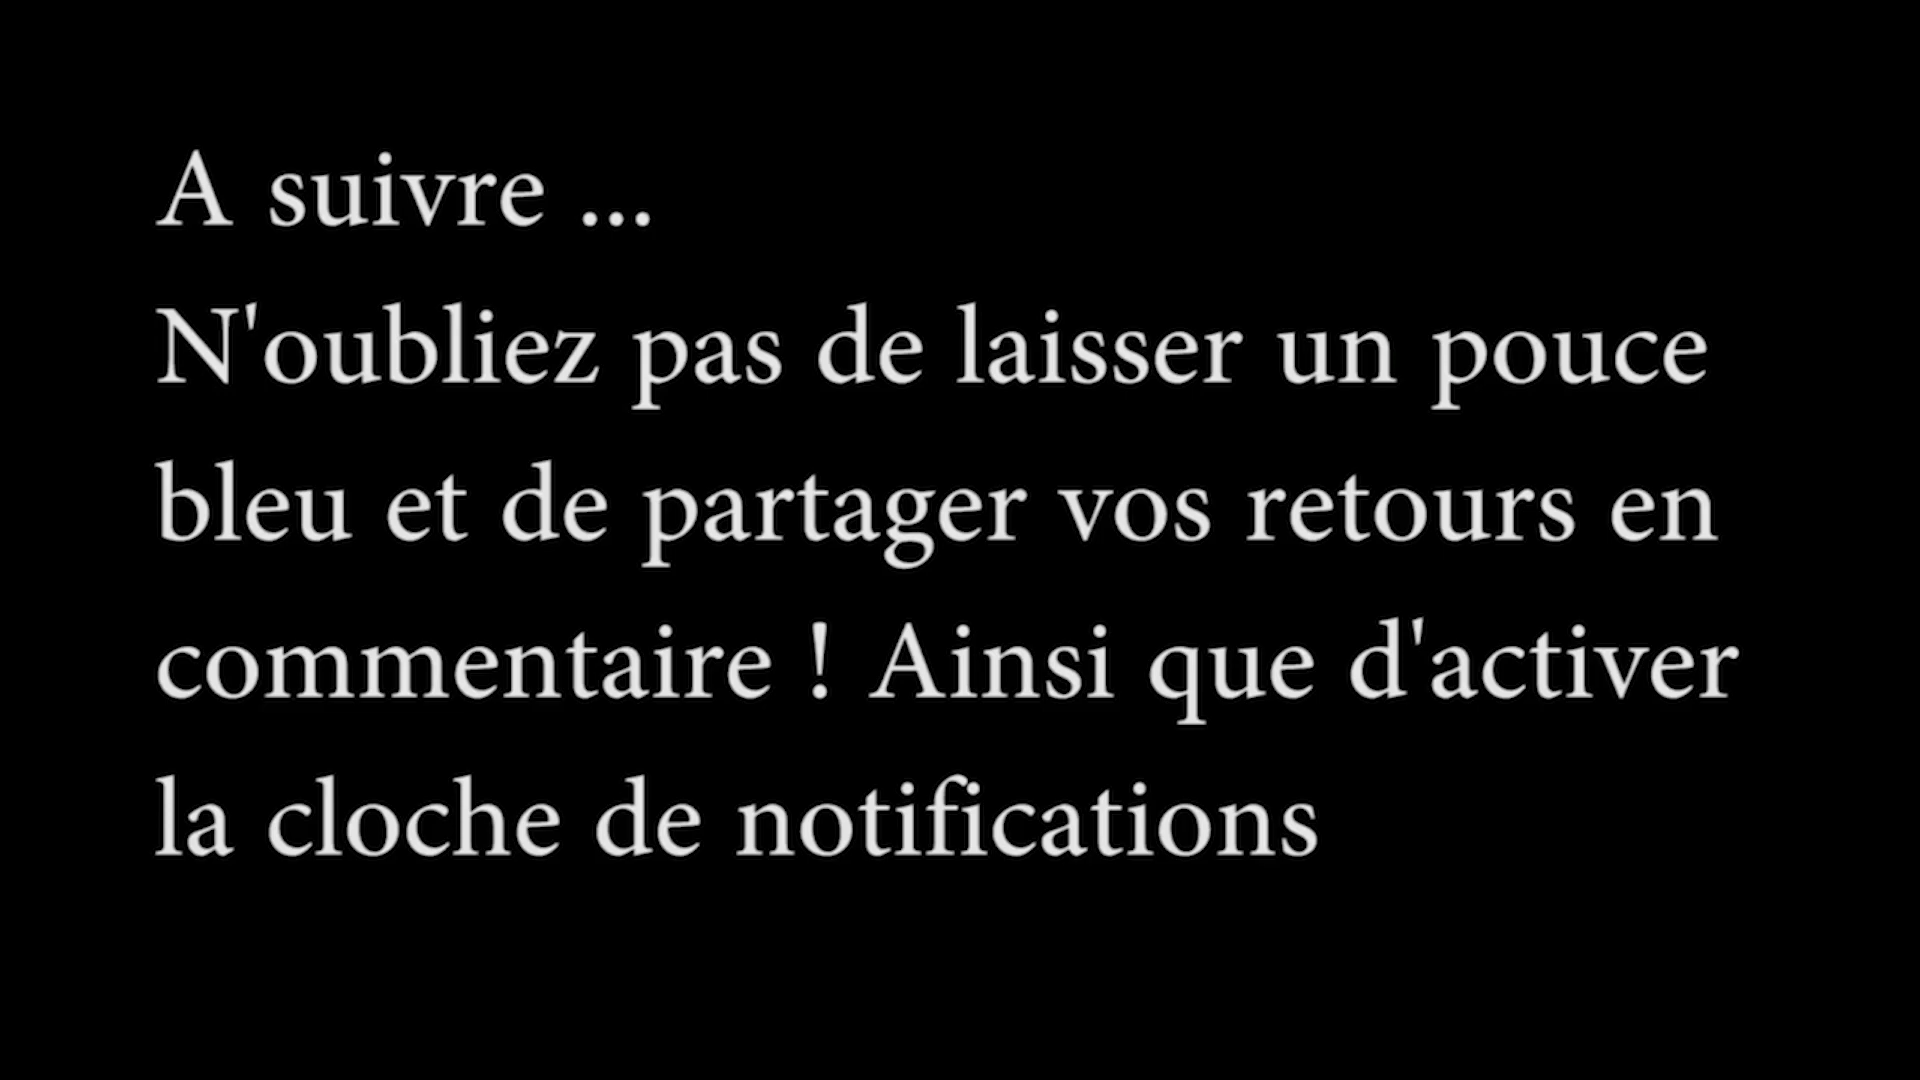 A suivre ...
N'oubliez pas de laisser un pouce
bleu et de partager vos retours en
commentaire ! Ainsi que d'activer
la cloche de notifications